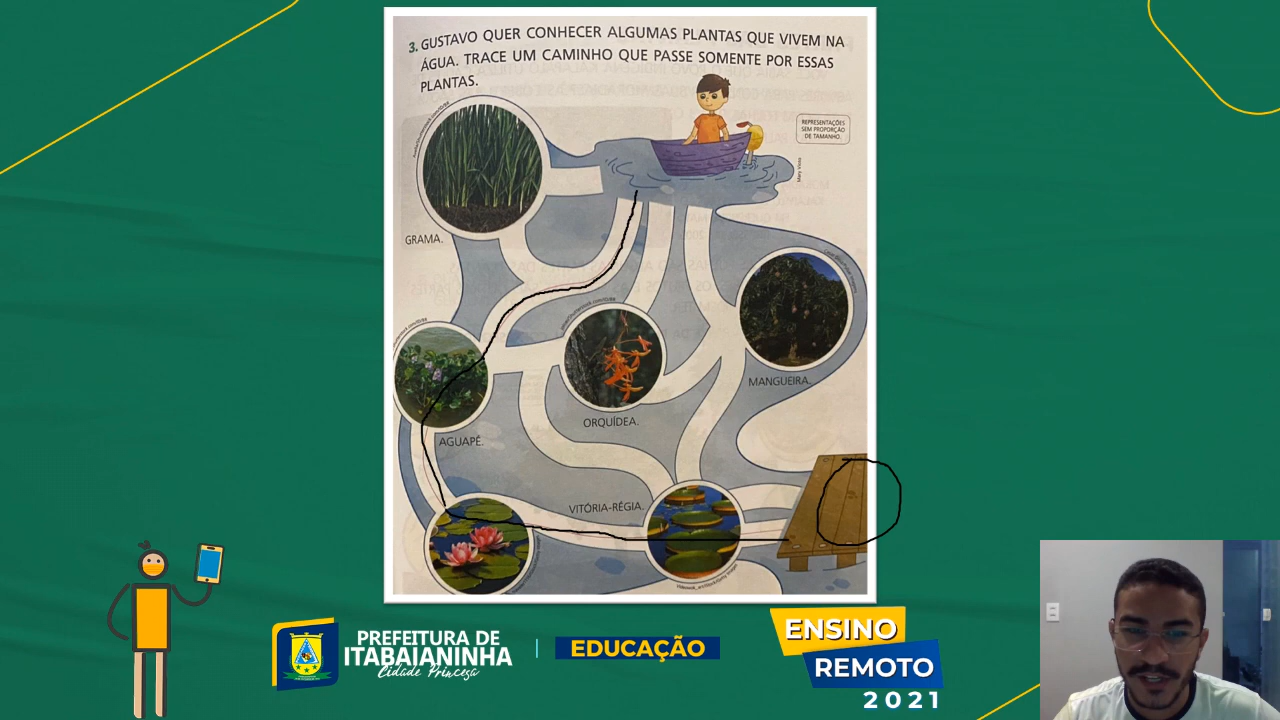 3. GUSTAVO QUER CONHECER ALGUMAS PLANTAS QUE VIVEM NA
ÁGUA. TRACE UM CAMINHO QUE PASSE SOMENTE POR ESSAS
PLANTAS.
REPRESENTAÇÕES
SEM PROPORÇÃO
DE TAMANHO.
Mary Vioto
GRAMA.
MANGUEIRA.
ORQUÍDEA.
AGUAPÉ.
VITÓRIA-RÉGIA.
PREFEITURA DE
ITABAIANINHA
Cidade Princesa
EDUCAÇÃO
ENSINO
REMOTO
2021